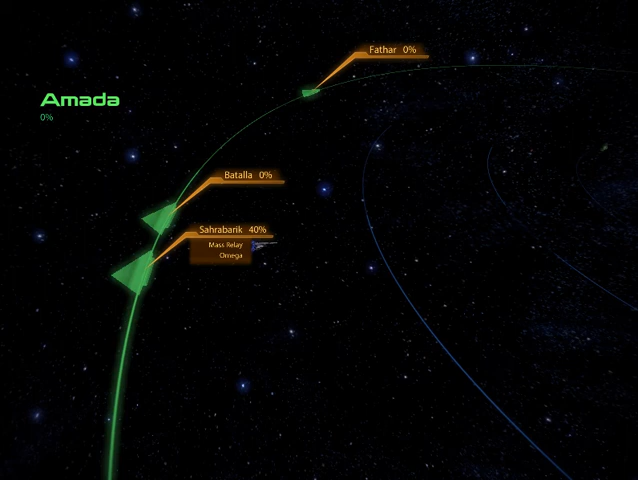 Fathar 0%
Amada
0%
Batalla 0%
Sahrabarik 40%
Mass Relay
Omega